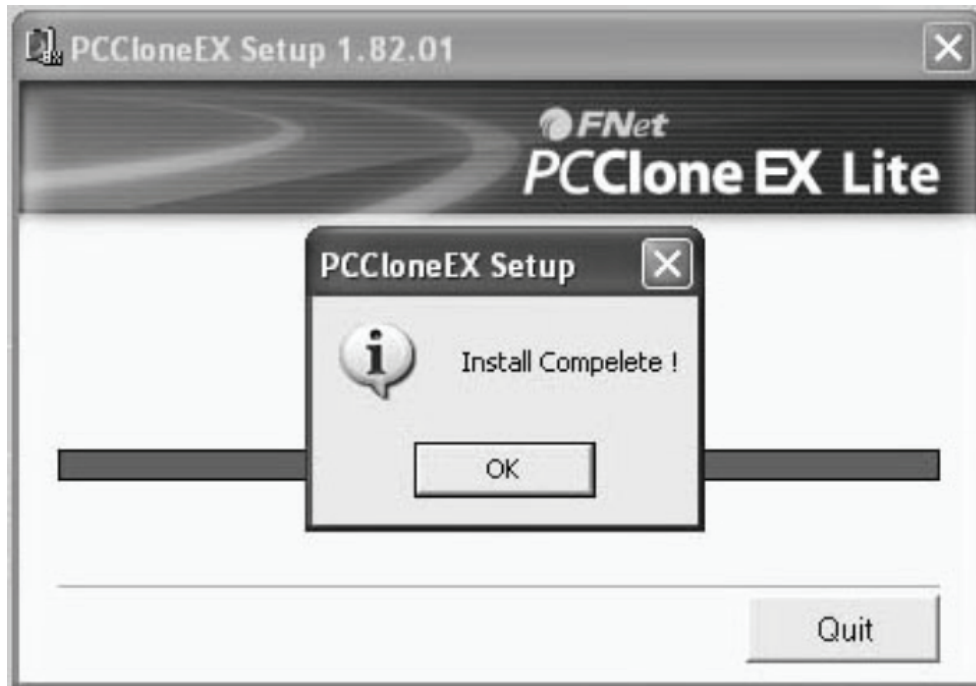 PCCloneEX Setup 1.82.01
FNet
PCClone EX Lite
PCCloneEX Setup
Install Compelete !
OK
Quit